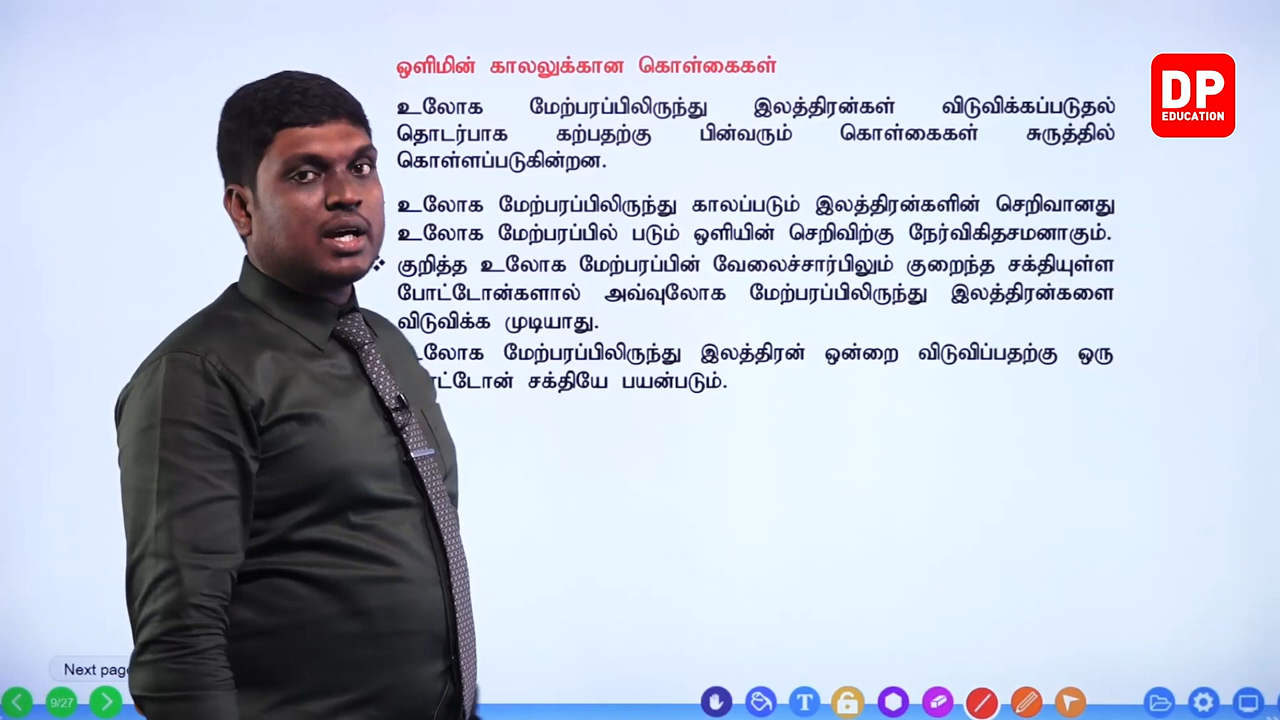 ஒளிமின் காலலுக்கான கொள்கைகள்
DP
EDUCATION
உலோக மேற்பரப்பிலிருந்து இலத்திரன்கள் விடுவிக்கப்படுதல்
தொடர்பாக கற்பதற்கு பின்வரும் கொள்கைகள் சுருத்தில்
கொள்ளப்படுகின்றன.
உலோக மேற்பரப்பிலிருந்து காலப்படும் இலத்திரன்களின் செறிவானது
உலோக மேற்பரப்பில் படும் ஒளியின் செறிவிற்கு நேர்விகிதசமனாகும்.
குறித்த உலோக மேற்பரப்பின் வேலைச்சார்பிலும் குறைந்த சக்தியுள்ள
போட்டோன்களால் அவ்வுலோக மேற்பரப்பிலிருந்து இலத்திரன்களை
விடுவிக்க முடியாது.
மேற்பரப்பிலிருந்து இலத்திரன் ஒன்றை விடுவிப்பதற்கு ஒரு
சக்தியே பயன்படும்.
Next page
9/27
T